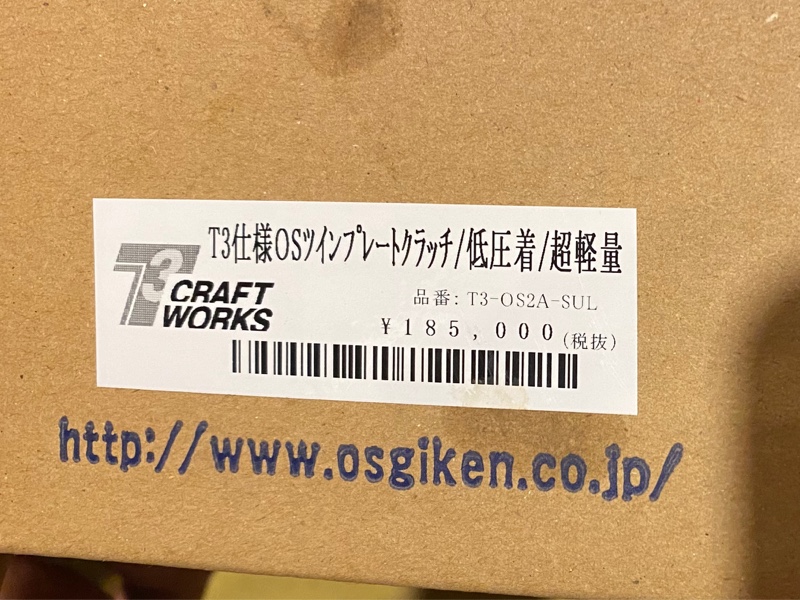 T3仕様OSツインプレートクラッチ/低圧着/超軽量
T3
CRAFT
WORKS
品番: T3-OS2A-SUL
¥185,000(税抜)
http://www.osgiken.co.jp/